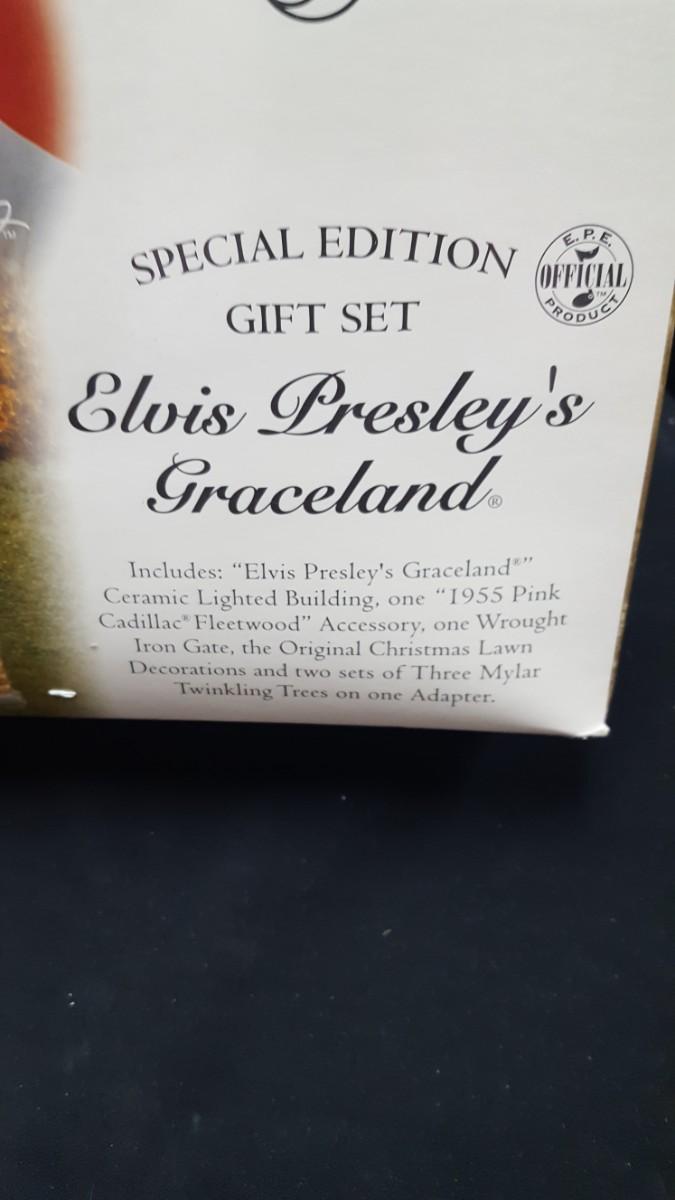 SPECIAL EDITION
GIFT SET
E.P.E.
OFFICIAL
™
PRODUCT
Elvis Presley's
Graceland®
Includes: “Elvis Presley's Graceland®”
Ceramic Lighted Building, one “1955 Pink
Cadillac® Fleetwood” Accessory, one Wrought
Iron Gate, the Original Christmas Lawn
Decorations and two sets of Three Mylar
Twinkling Trees on one Adapter.
TM